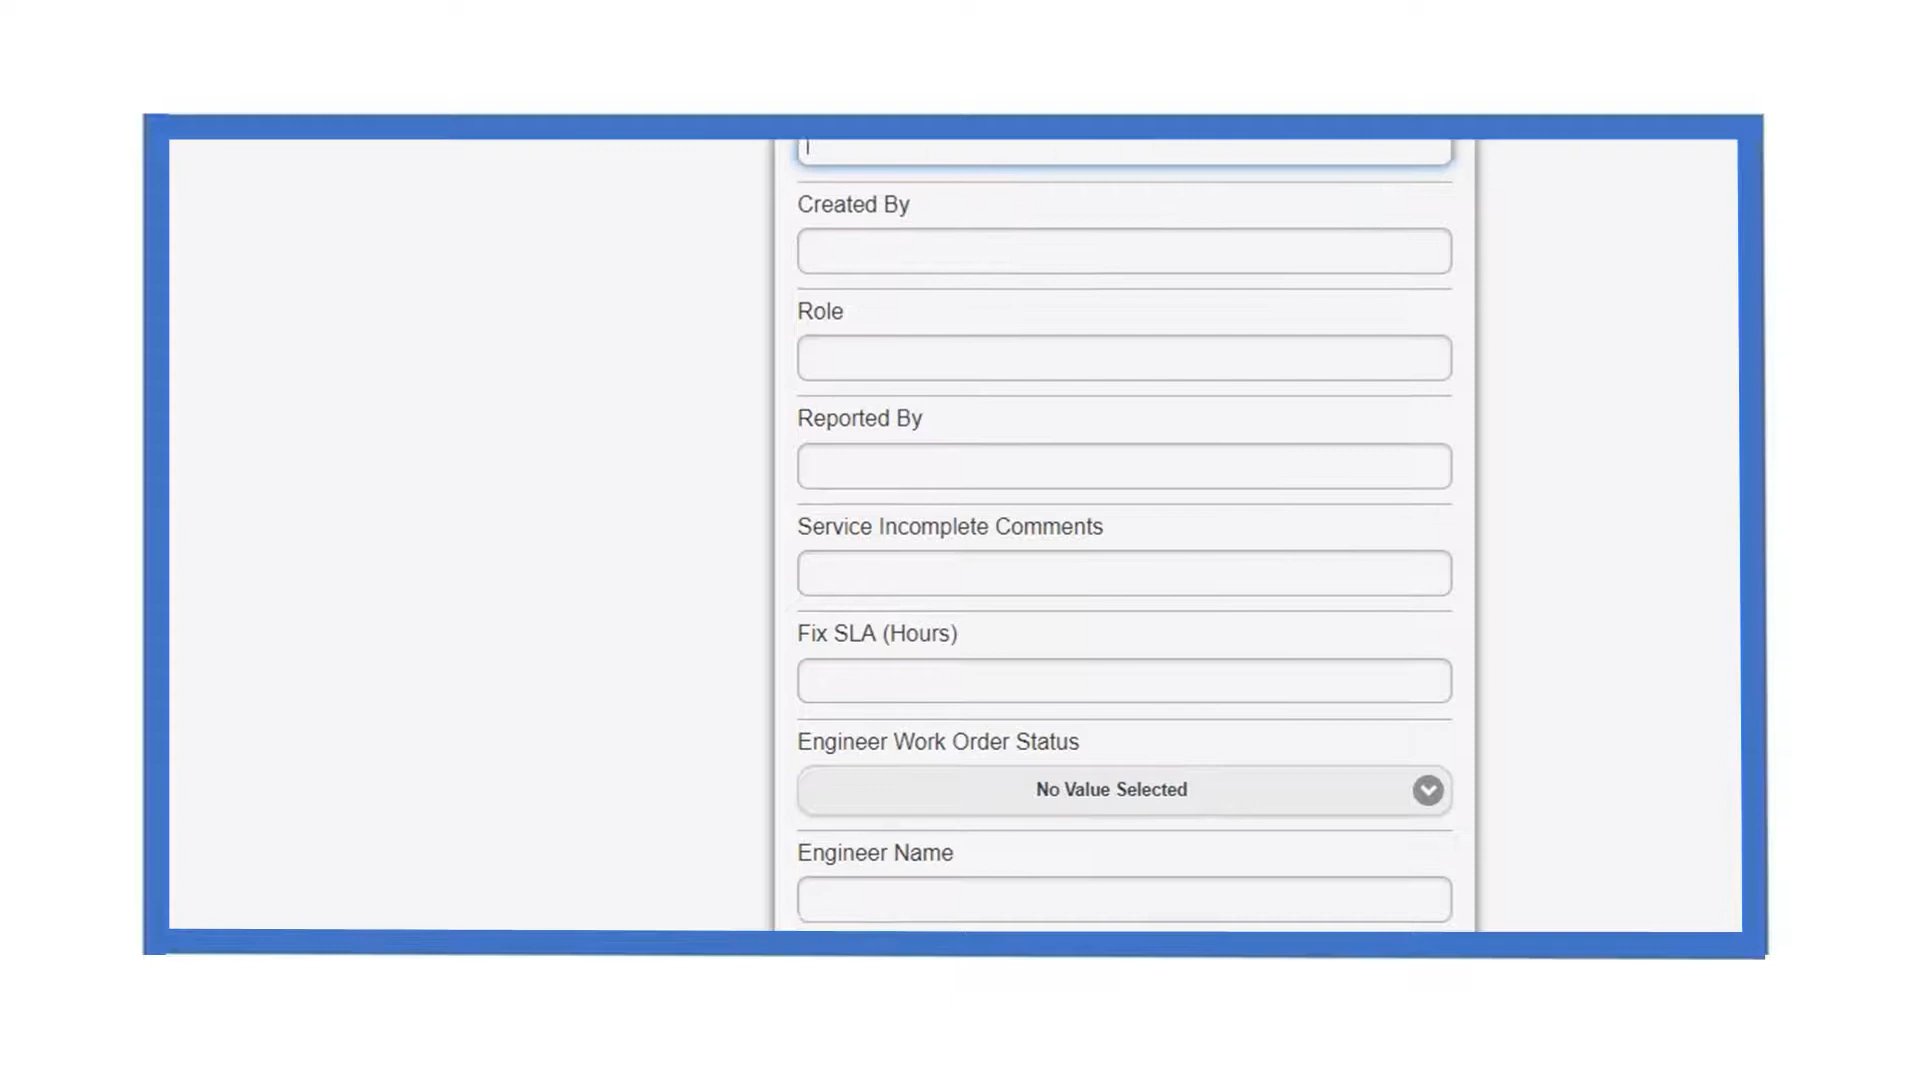 Created By
Role
Reported By
Service Incomplete Comments
Fix SLA (Hours)
Engineer Work Order Status
No Value Selected
Engineer Name